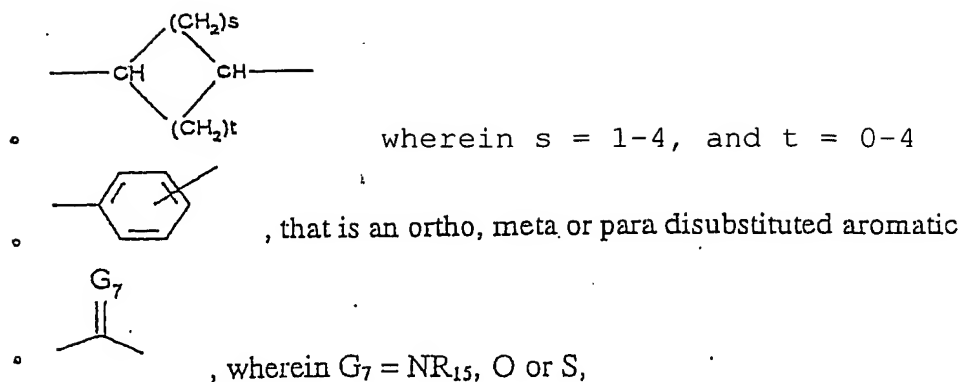 (CH₂)s
CH CH
(CH₂)t
wherein s = 1-4, and t = 0-4
, that is an ortho, meta or para disubstituted aromatic
G₇
, wherein G₇ = NR₁₅, O or S,